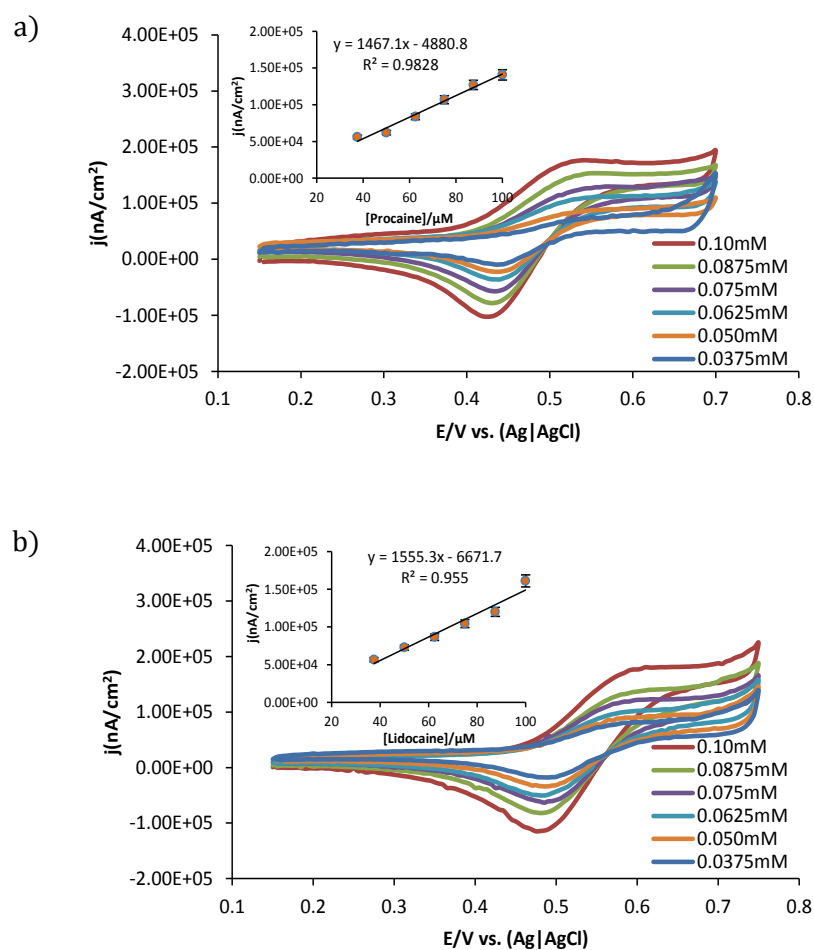 a)
4.00E+05
3.00E+05
2.00E+05
1.00E+05
0.00E+00
-1.00E+05
-2.00E+05
j(nA/cm²)
0.1 0.2 0.3 0.4 0.5 0.6 0.7 0.8
E/V vs. (Ag|AgCl)
y = 1467.1x - 4880.8
R² = 0.9828
2.00E+05
1.50E+05
1.00E+05
5.00E+04
0.00E+00
j(nA/cm²)
20 40 60 80 100
[Procaine]/µM
0.10mM
0.0875mM
0.075mM
0.0625mM
0.050mM
0.0375mM
b)
4.00E+05
3.00E+05
2.00E+05
1.00E+05
0.00E+00
-1.00E+05
-2.00E+05
j(nA/cm²)
0.1 0.2 0.3 0.4 0.5 0.6 0.7 0.8
E/V vs. (Ag|AgCl)
y = 1555.3x - 6671.7
R² = 0.955
2.00E+05
1.50E+05
1.00E+05
5.00E+04
0.00E+00
j(nA/cm²)
20 40 60 80 100
[Lidocaine]/µM
0.10mM
0.0875mM
0.075mM
0.0625mM
0.050mM
0.0375mM